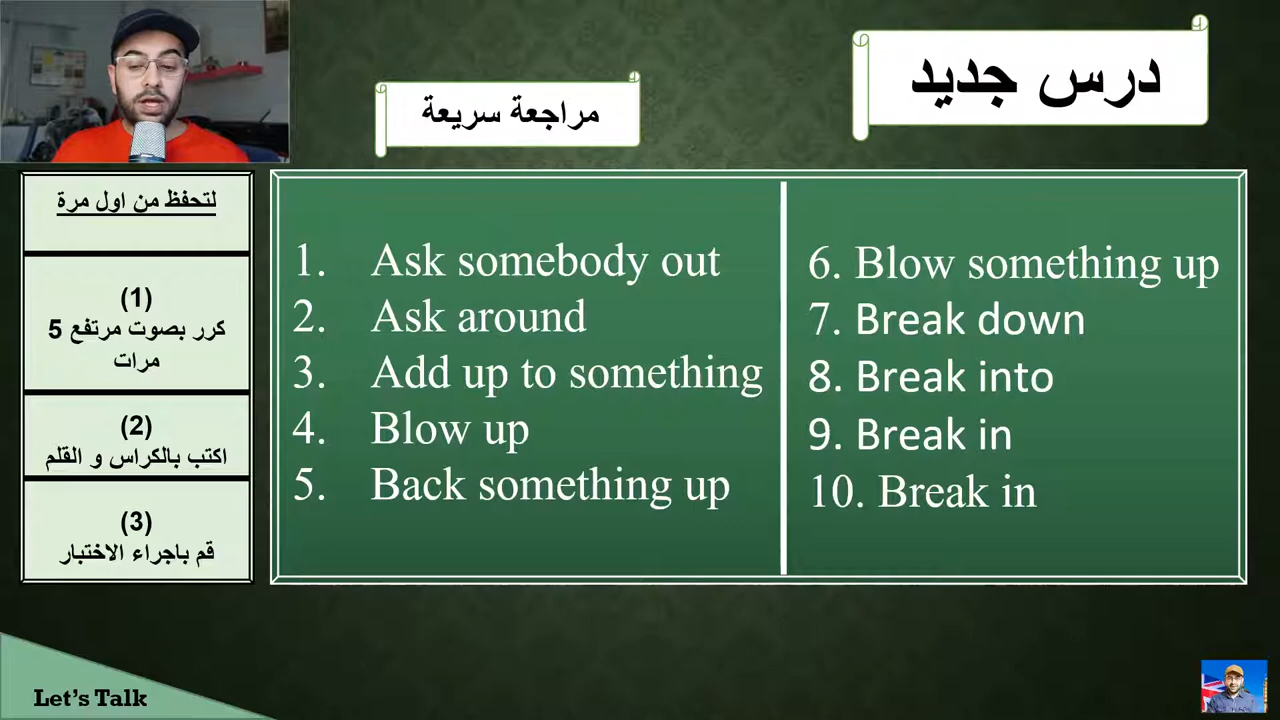 درس جديد
مراجعة سريعة
لتحفظ من اول مرة
(1)
كرر بصوت مرتفع 5
مرات
(2)
اكتب بالكراس و القلم
(3)
قم باجراء الاختبار
1. Ask somebody out
2. Ask around
3. Add up to something
4. Blow up
5. Back something up
6. Blow something up
7. Break down
8. Break into
9. Break in
10. Break in
Let's Talk